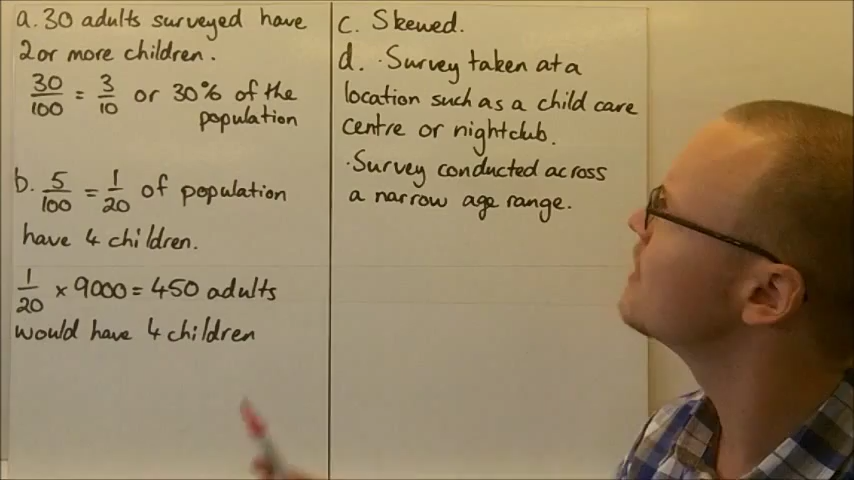 a. 30 adults surveyed have
2 or more children.
30/100 = 3/10 or 30% of the
population
b. 5/100 = 1/20 of population
have 4 children.
1/20 × 9000 = 450 adults
would have 4 children
c. Skewed.
d. · Survey taken at a
location such as a child care
centre or nightclub.
· Survey conducted across
a narrow age range.